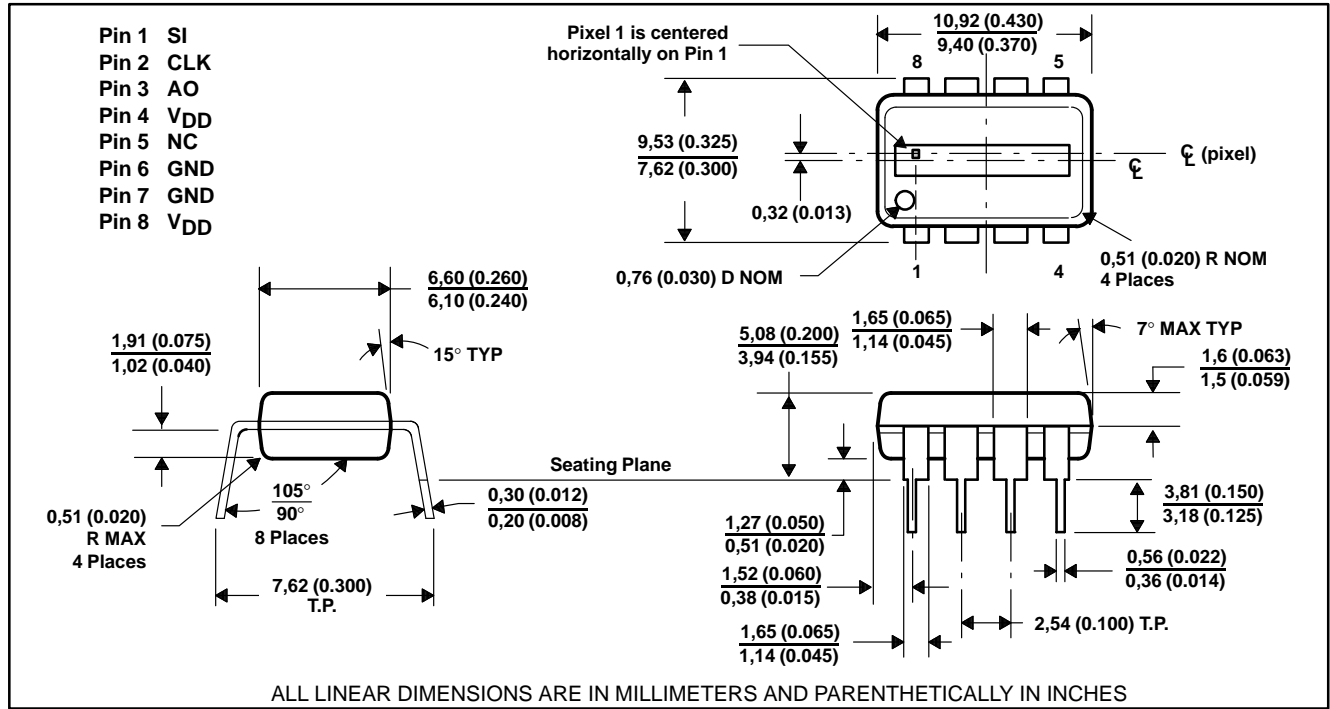 Pin 1 SI
Pin 2 CLK
Pin 3 AO
Pin 4 VDD
Pin 5 NC
Pin 6 GND
Pin 7 GND
Pin 8 VDD
Pixel 1 is centered
horizontally on Pin 1
10,92 (0.430)
9,40 (0.370)
8
5
9,53 (0.325)
7,62 (0.300)
℄ (pixel)
℄
0,32 (0.013)
0,76 (0.030) D NOM
1
4
0,51 (0.020) R NOM
4 Places
6,60 (0.260)
6,10 (0.240)
1,91 (0.075)
1,02 (0.040)
15° TYP
5,08 (0.200)
3,94 (0.155)
1,65 (0.065)
1,14 (0.045)
7° MAX TYP
1,6 (0.063)
1,5 (0.059)
Seating Plane
0,51 (0.020)
R MAX
4 Places
105°
90°
8 Places
0,30 (0.012)
0,20 (0.008)
7,62 (0.300)
T.P.
1,27 (0.050)
0,51 (0.020)
3,81 (0.150)
3,18 (0.125)
1,52 (0.060)
0,38 (0.015)
0,56 (0.022)
0,36 (0.014)
1,65 (0.065)
1,14 (0.045)
2,54 (0.100) T.P.
ALL LINEAR DIMENSIONS ARE IN MILLIMETERS AND PARENTHETICALLY IN INCHES